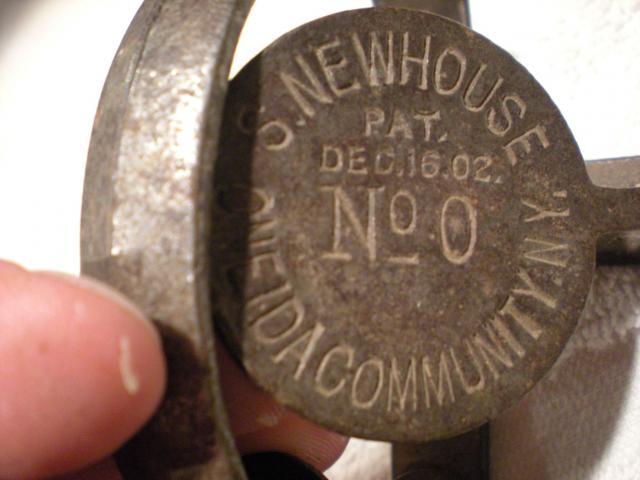 S. NEWHOUSE
PAT.
DEC. 16. 02.
No 0
ONEIDA COMMUNITY. N.Y.